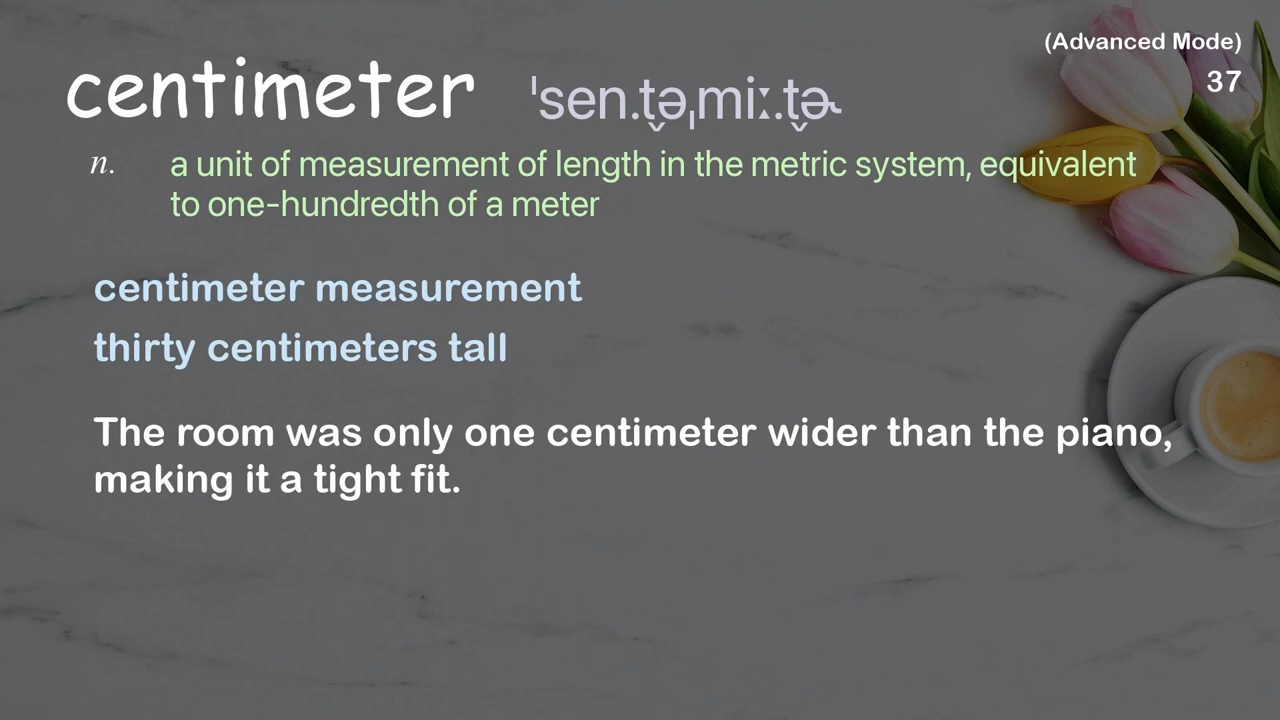 (Advanced Mode)
centimeter ˈsen.t̬əˌmiː.t̬ɚ
37
n. a unit of measurement of length in the metric system, equivalent
to one-hundredth of a meter
centimeter measurement
thirty centimeters tall
The room was only one centimeter wider than the piano,
making it a tight fit.